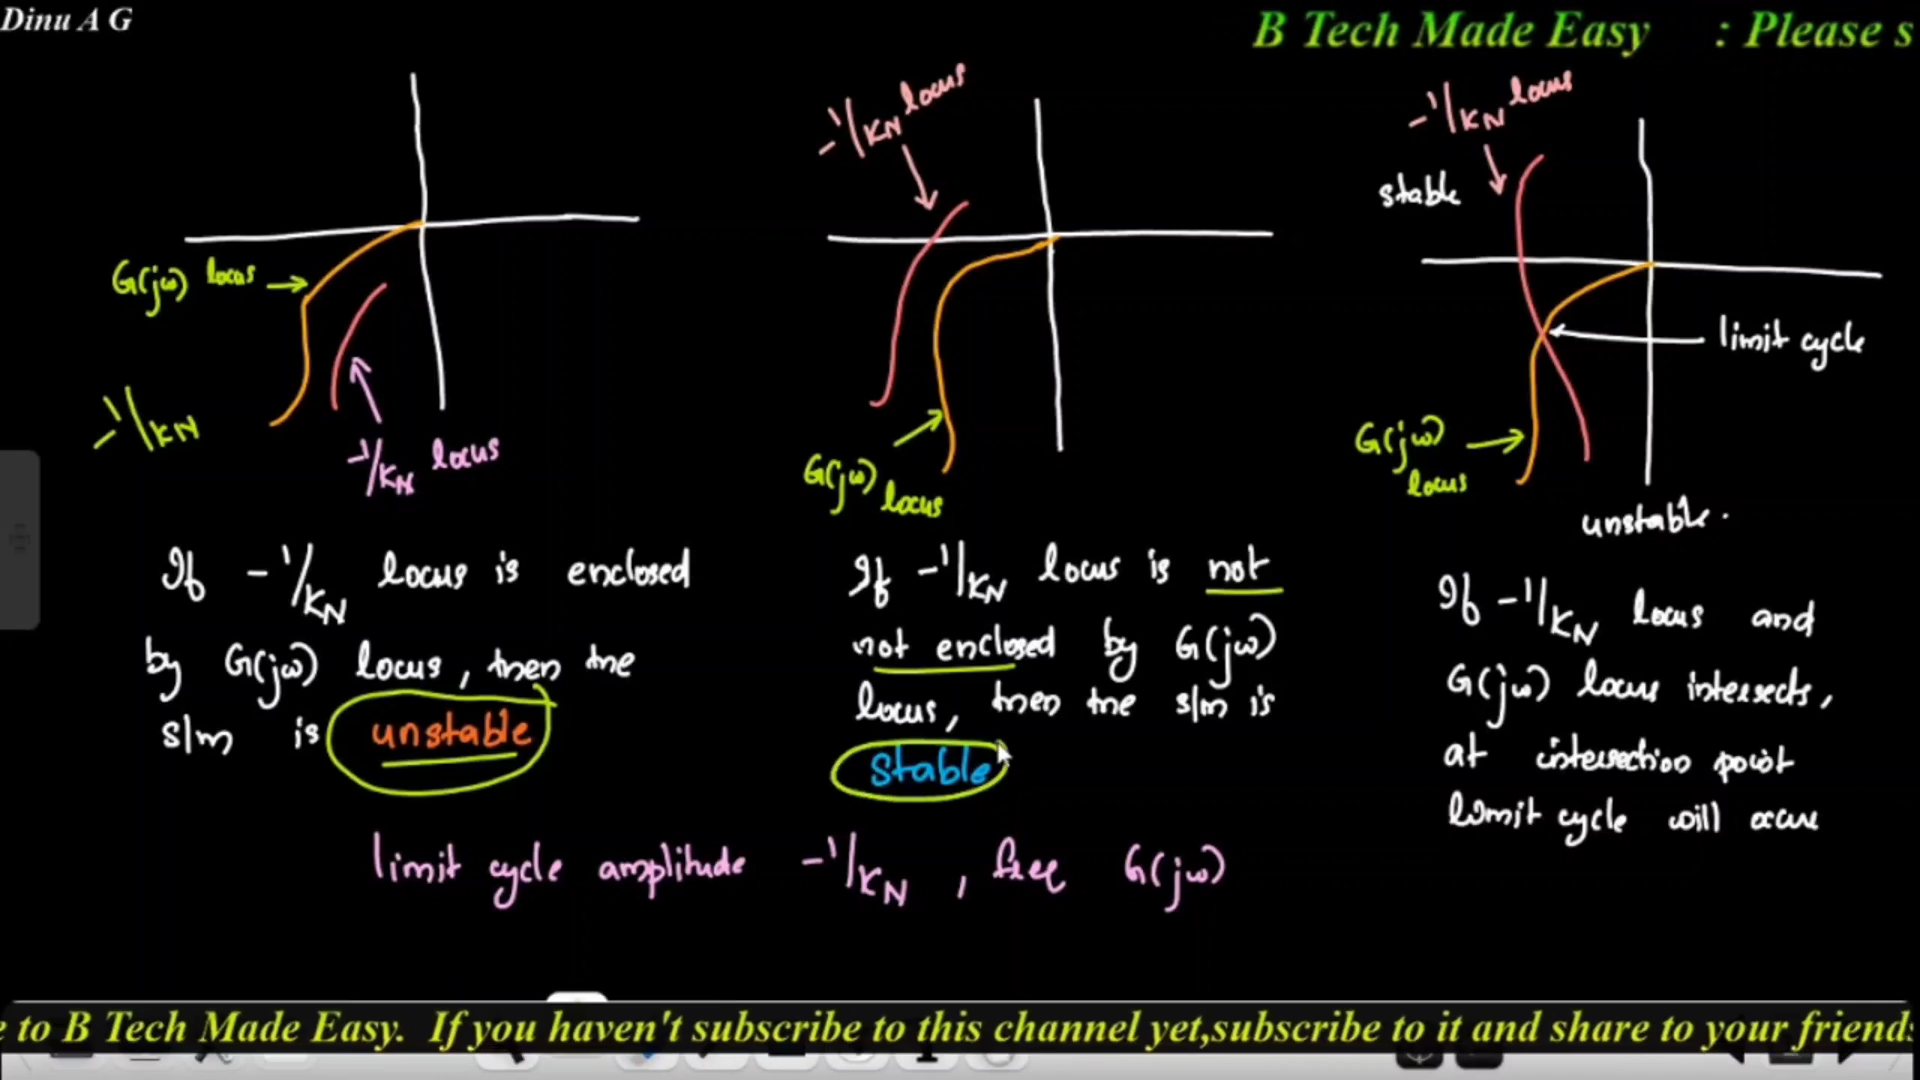 Dinu A G
B Tech Made Easy : Please s
-1/KN locus
G(jω) locus
-1/KN
-1/KN locus
If -1/KN locus is enclosed
by G(jω) locus, then the
s/m is unstable
-1/KN locus
G(jω) locus
If -1/KN locus is not
not enclosed by G(jω)
locus, then the s/m is
stable
-1/KN locus
stable
limit cycle
G(jω)
locus
unstable.
If -1/KN locus and
G(jω) locus intersects,
at intersection point
limit cycle will occur
limit cycle amplitude -1/KN, freq G(jω)
e to B Tech Made Easy. If you haven't subscribe to this channel yet,subscribe to it and share to your friends